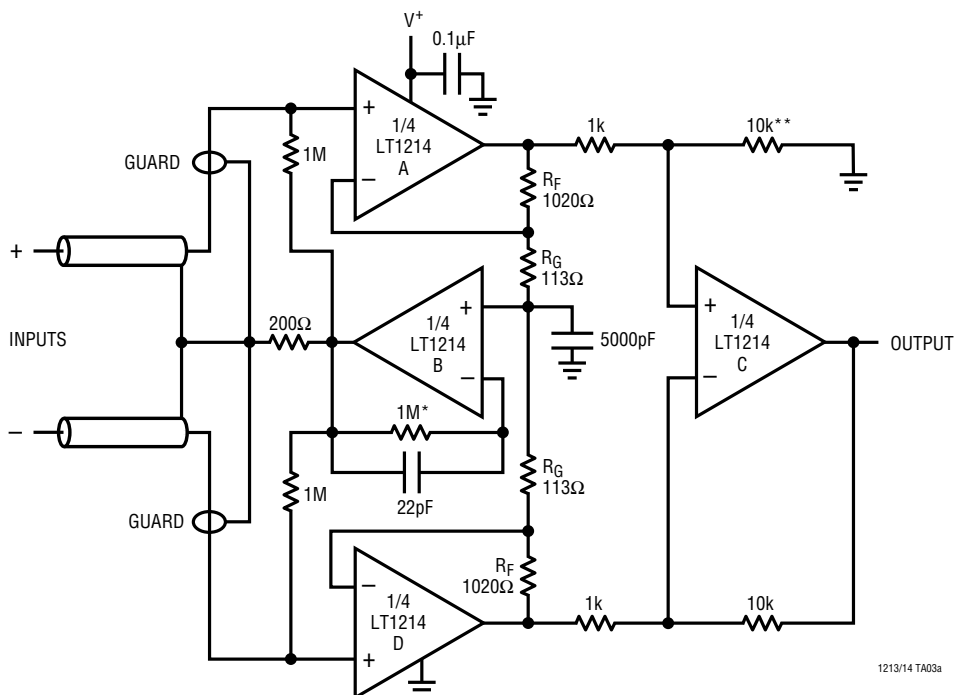 V+
0.1µF
+
1/4
LT1214
A
−
1M
GUARD
1k
10k**
RF
1020Ω
RG
113Ω
+
INPUTS
−
200Ω
+
1/4
LT1214
B
−
5000pF
+
1/4
LT1214
C
−
OUTPUT
1M*
22pF
1M
GUARD
RG
113Ω
RF
1020Ω
−
1/4
LT1214
D
+
1k
10k
1213/14 TA03a